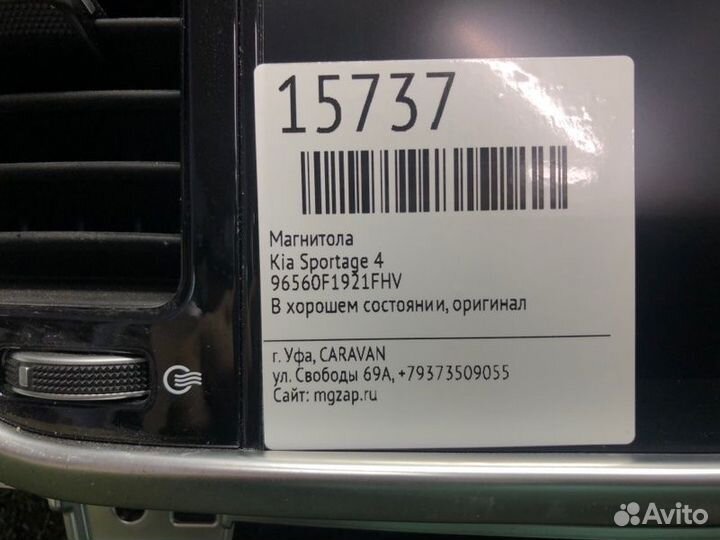 15737
Магнитола
Kia Sportage 4
96560F1921FHV
В хорошем состоянии, оригинал
г. Уфа, CARAVAN
ул. Свободы 69А, +79373509055
Сайт: mgzap.ru
Avito